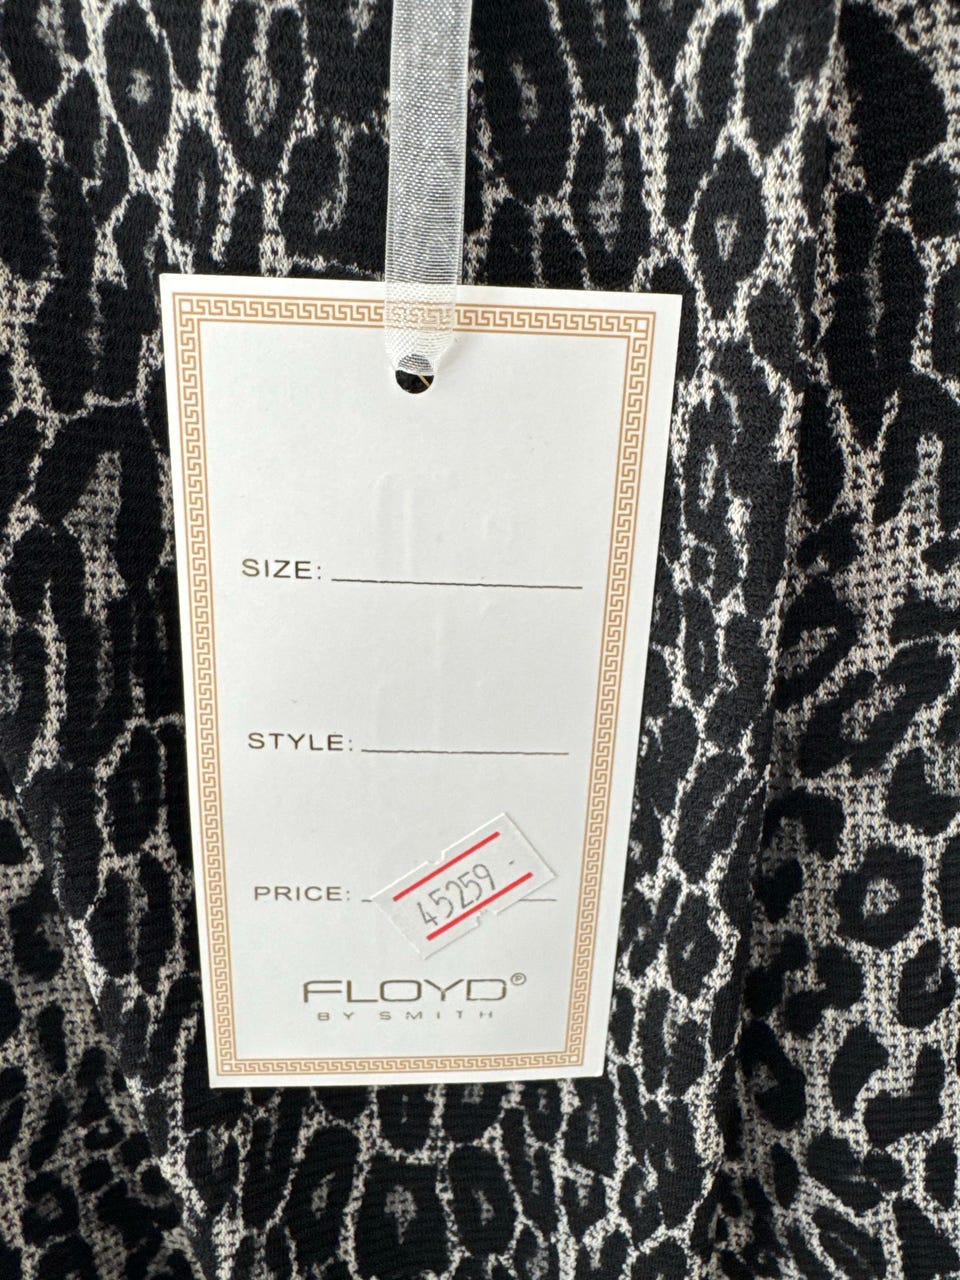 SIZE:
STYLE:
PRICE:
45259
FLOYD®
BY SMITH